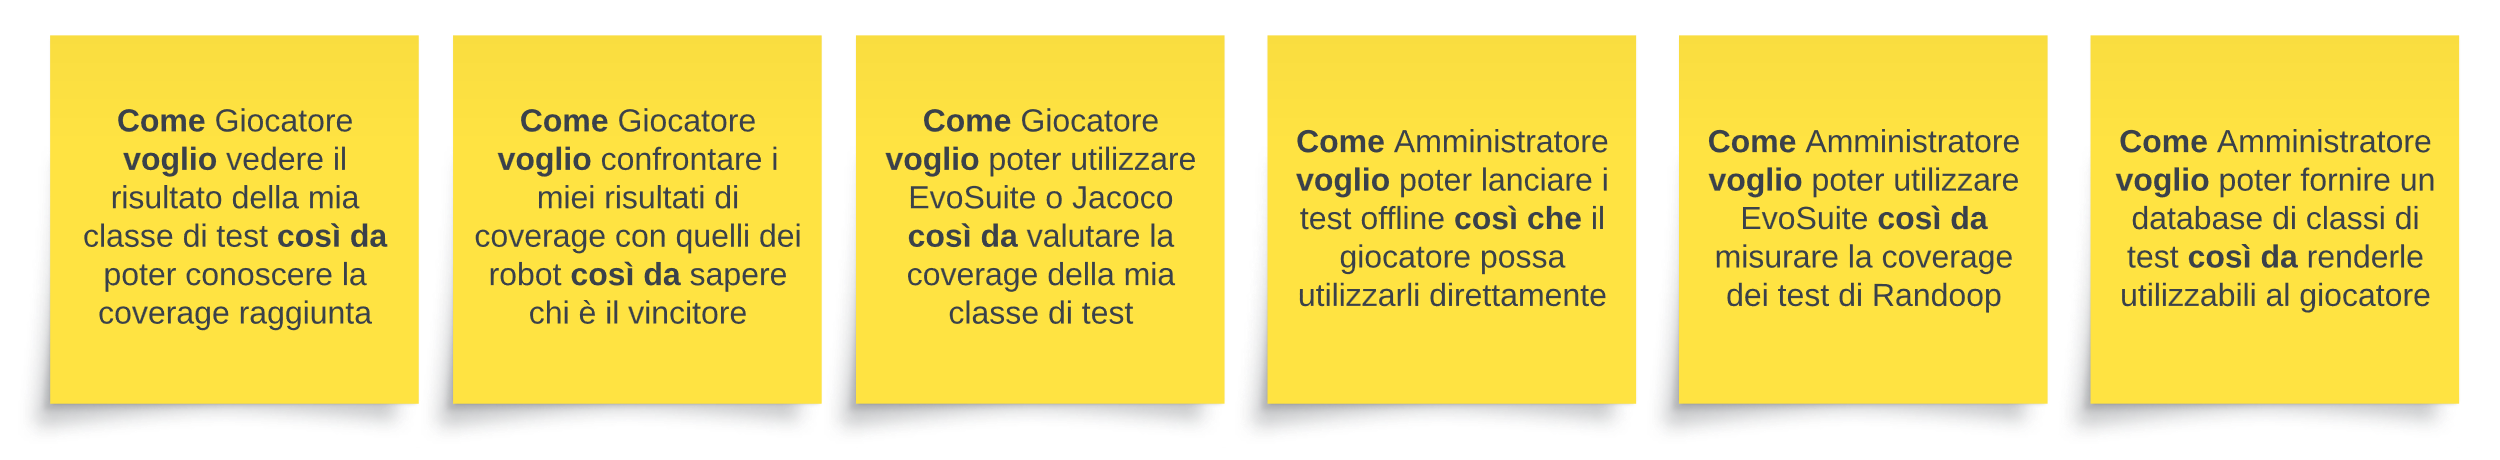 Come Giocatore
voglio vedere il
risultato della mia
classe di test così da
poter conoscere la
coverage raggiunta
Come Giocatore
voglio confrontare i
miei risultati di
coverage con quelli dei
robot così da sapere
chi è il vincitore
Come Giocatore
voglio poter utilizzare
EvoSuite o Jacoco
così da valutare la
coverage della mia
classe di test
Come Amministratore
voglio poter lanciare i
test offline così che il
giocatore possa
utilizzarli direttamente
Come Amministratore
voglio poter utilizzare
EvoSuite così da
misurare la coverage
dei test di Randoop
Come Amministratore
voglio poter fornire un
database di classi di
test così da renderle
utilizzabili al giocatore